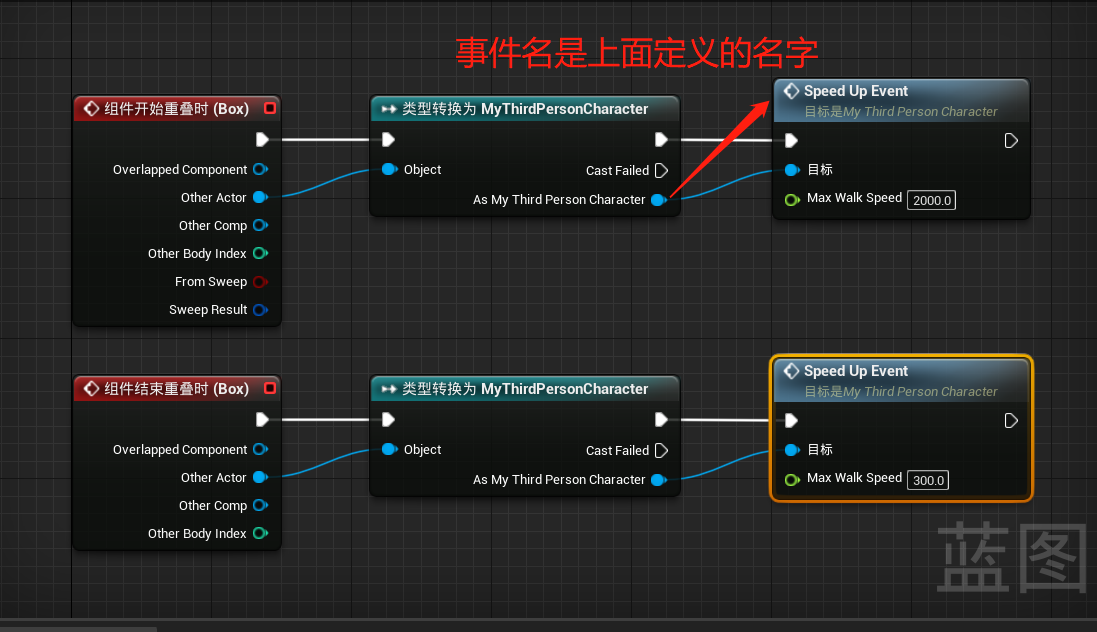 事件名是上面定义的名字
组件开始重叠时 (Box)
Overlapped Component
Other Actor
Other Comp
Other Body Index
From Sweep
Sweep Result
类型转换为 MyThirdPersonCharacter
Object
Cast Failed
As My Third Person Character
Speed Up Event
目标是My Third Person Character
目标
Max Walk Speed 2000.0
组件结束重叠时 (Box)
Overlapped Component
Other Actor
Other Comp
Other Body Index
类型转换为 MyThirdPersonCharacter
Object
Cast Failed
As My Third Person Character
Speed Up Event
目标是My Third Person Character
目标
Max Walk Speed 300.0
蓝图